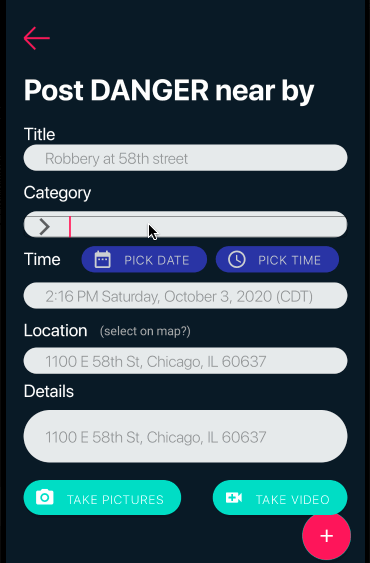 Post DANGER near by
Title
Robbery at 58th street
Category
Time PICK DATE PICK TIME
2:16 PM Saturday, October 3, 2020 (CDT)
Location (select on map?)
1100 E 58th St, Chicago, IL 60637
Details
1100 E 58th St, Chicago, IL 60637
TAKE PICTURES TAKE VIDEO
+